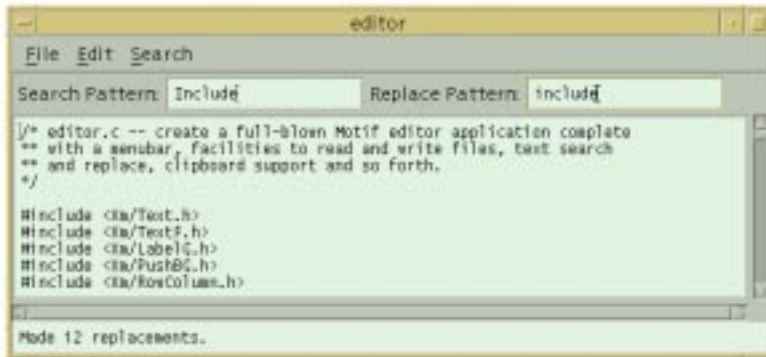 editor
File Edit Search
Search Pattern: Include Replace Pattern: include
/* editor.c -- create a full-blown Motif editor application complete
** with a menubar, facilities to read and write files, text search
** and replace, clipboard support and so forth.
*/
#include <Xm/Text.h>
#include <Xm/TextF.h>
#include <Xm/LabelG.h>
#include <Xm/PushBG.h>
#include <Xm/RowColumn.h>
Made 12 replacements.